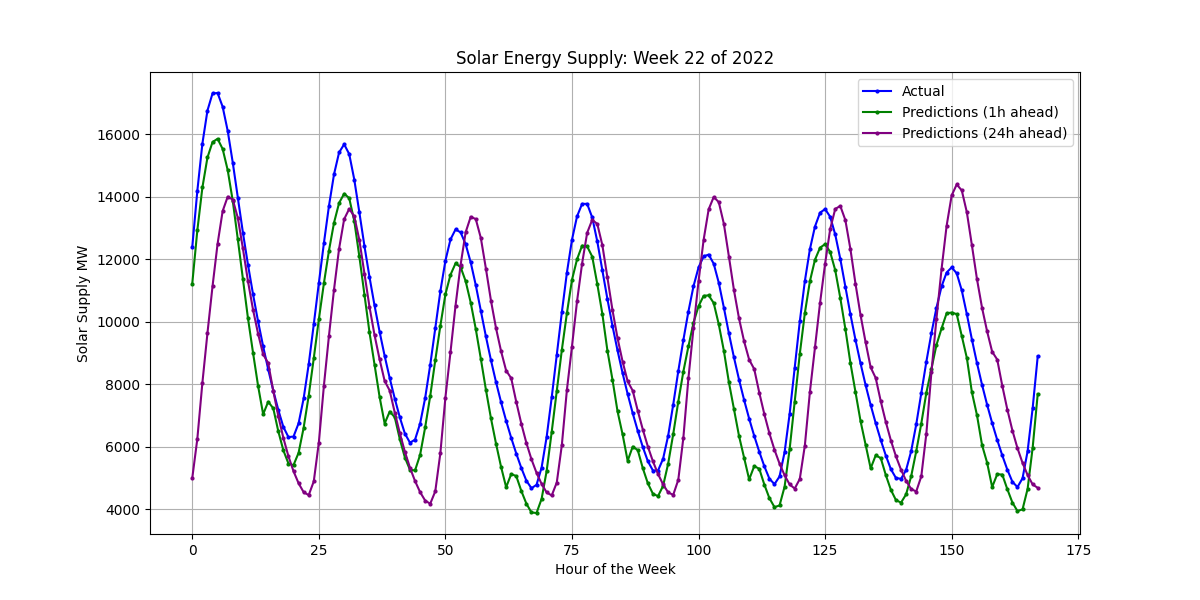 Solar Energy Supply: Week 22 of 2022
Actual
Predictions (1h ahead)
Predictions (24h ahead)
Solar Supply MW
16000
14000
12000
10000
8000
6000
4000
0 25 50 75 100 125 150 175
Hour of the Week